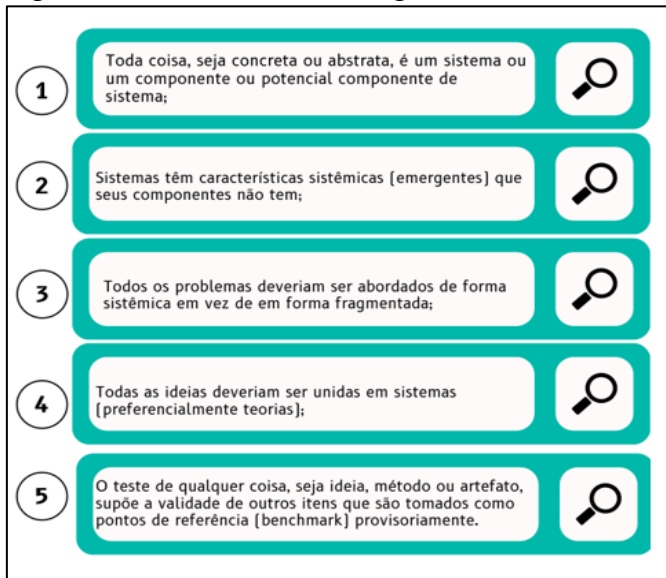 1
Toda coisa, seja concreta ou abstrata, é um sistema ou
um componente ou potencial componente de
sistema;
2
Sistemas têm características sistêmicas (emergentes) que
seus componentes não tem;
3
Todos os problemas deveriam ser abordados de forma
sistêmica em vez de em forma fragmentada;
4
Todas as ideias deveriam ser unidas em sistemas
(preferencialmente teorias);
5
O teste de qualquer coisa, seja ideia, método ou artefato,
supõe a validade de outros itens que são tomados como
pontos de referência (benchmark) provisoriamente.